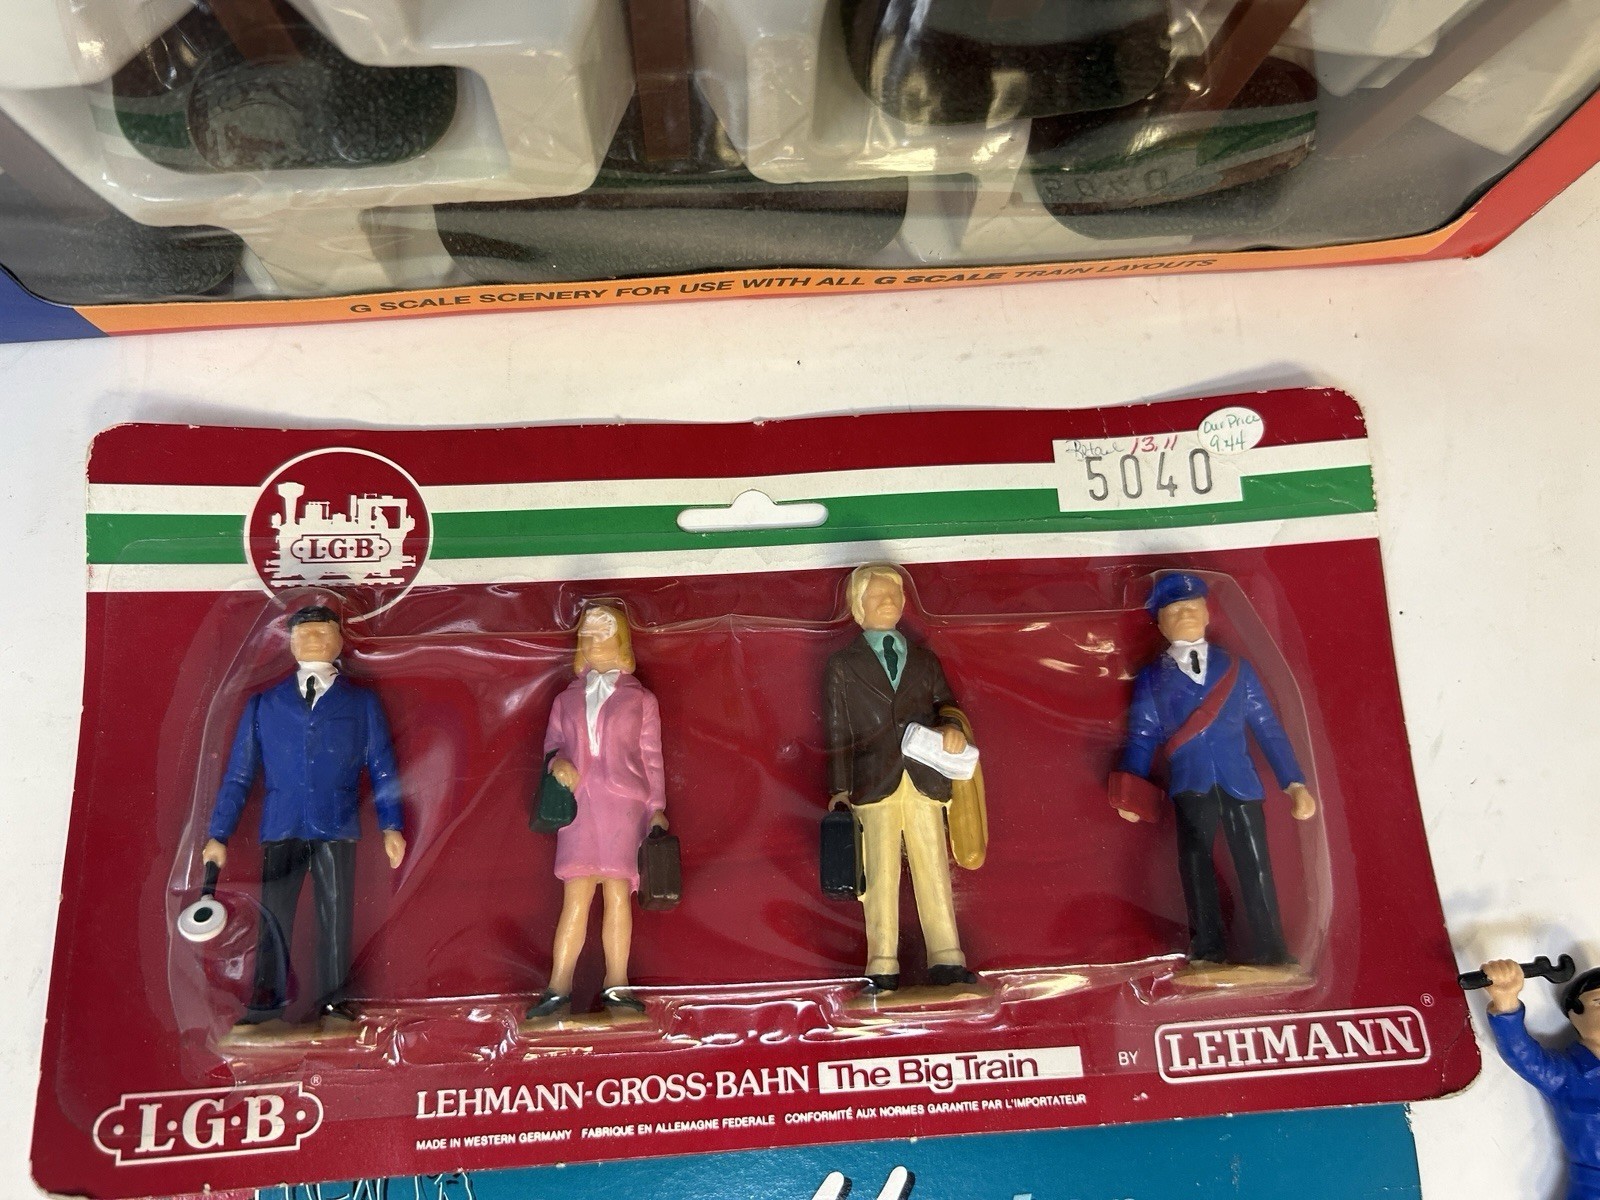 G SCALE SCENERY FOR USE WITH ALL G SCALE TRAIN LAYOUTS
Retail 13.11
Our Price
9.44
5040
L·G·B
L·G·B®
LEHMANN-GROSS-BAHN The Big Train BY LEHMANN®
MADE IN WESTERN GERMANY FABRIQUE EN ALLEMAGNE FEDERALE CONFORMITÉ AUX NORMES GARANTIE PAR L'IMPORTATEUR